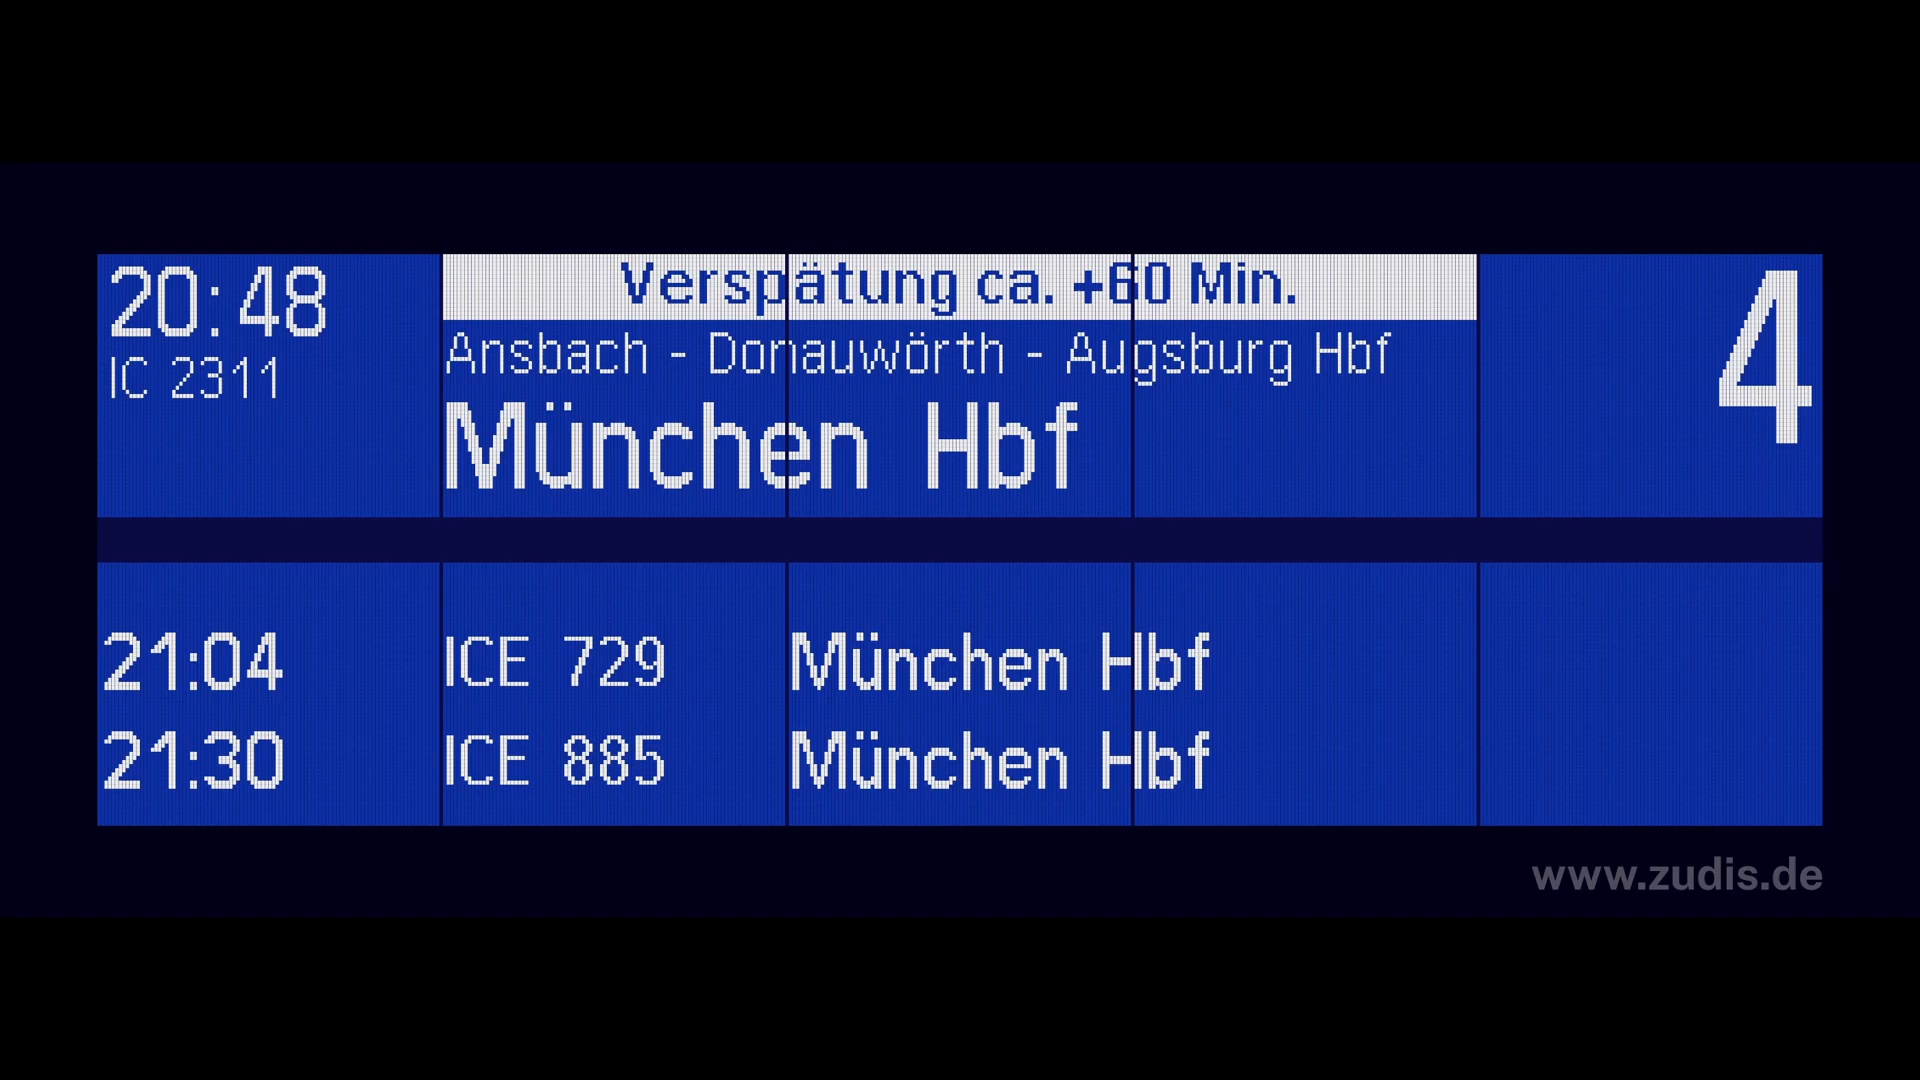 20:48
Verspätung ca. +60 Min.
4
IC 2311
Ansbach - Donauwörth - Augsburg Hbf
München Hbf
21:04 ICE 729 München Hbf
21:30 ICE 885 München Hbf
www.zudis.de